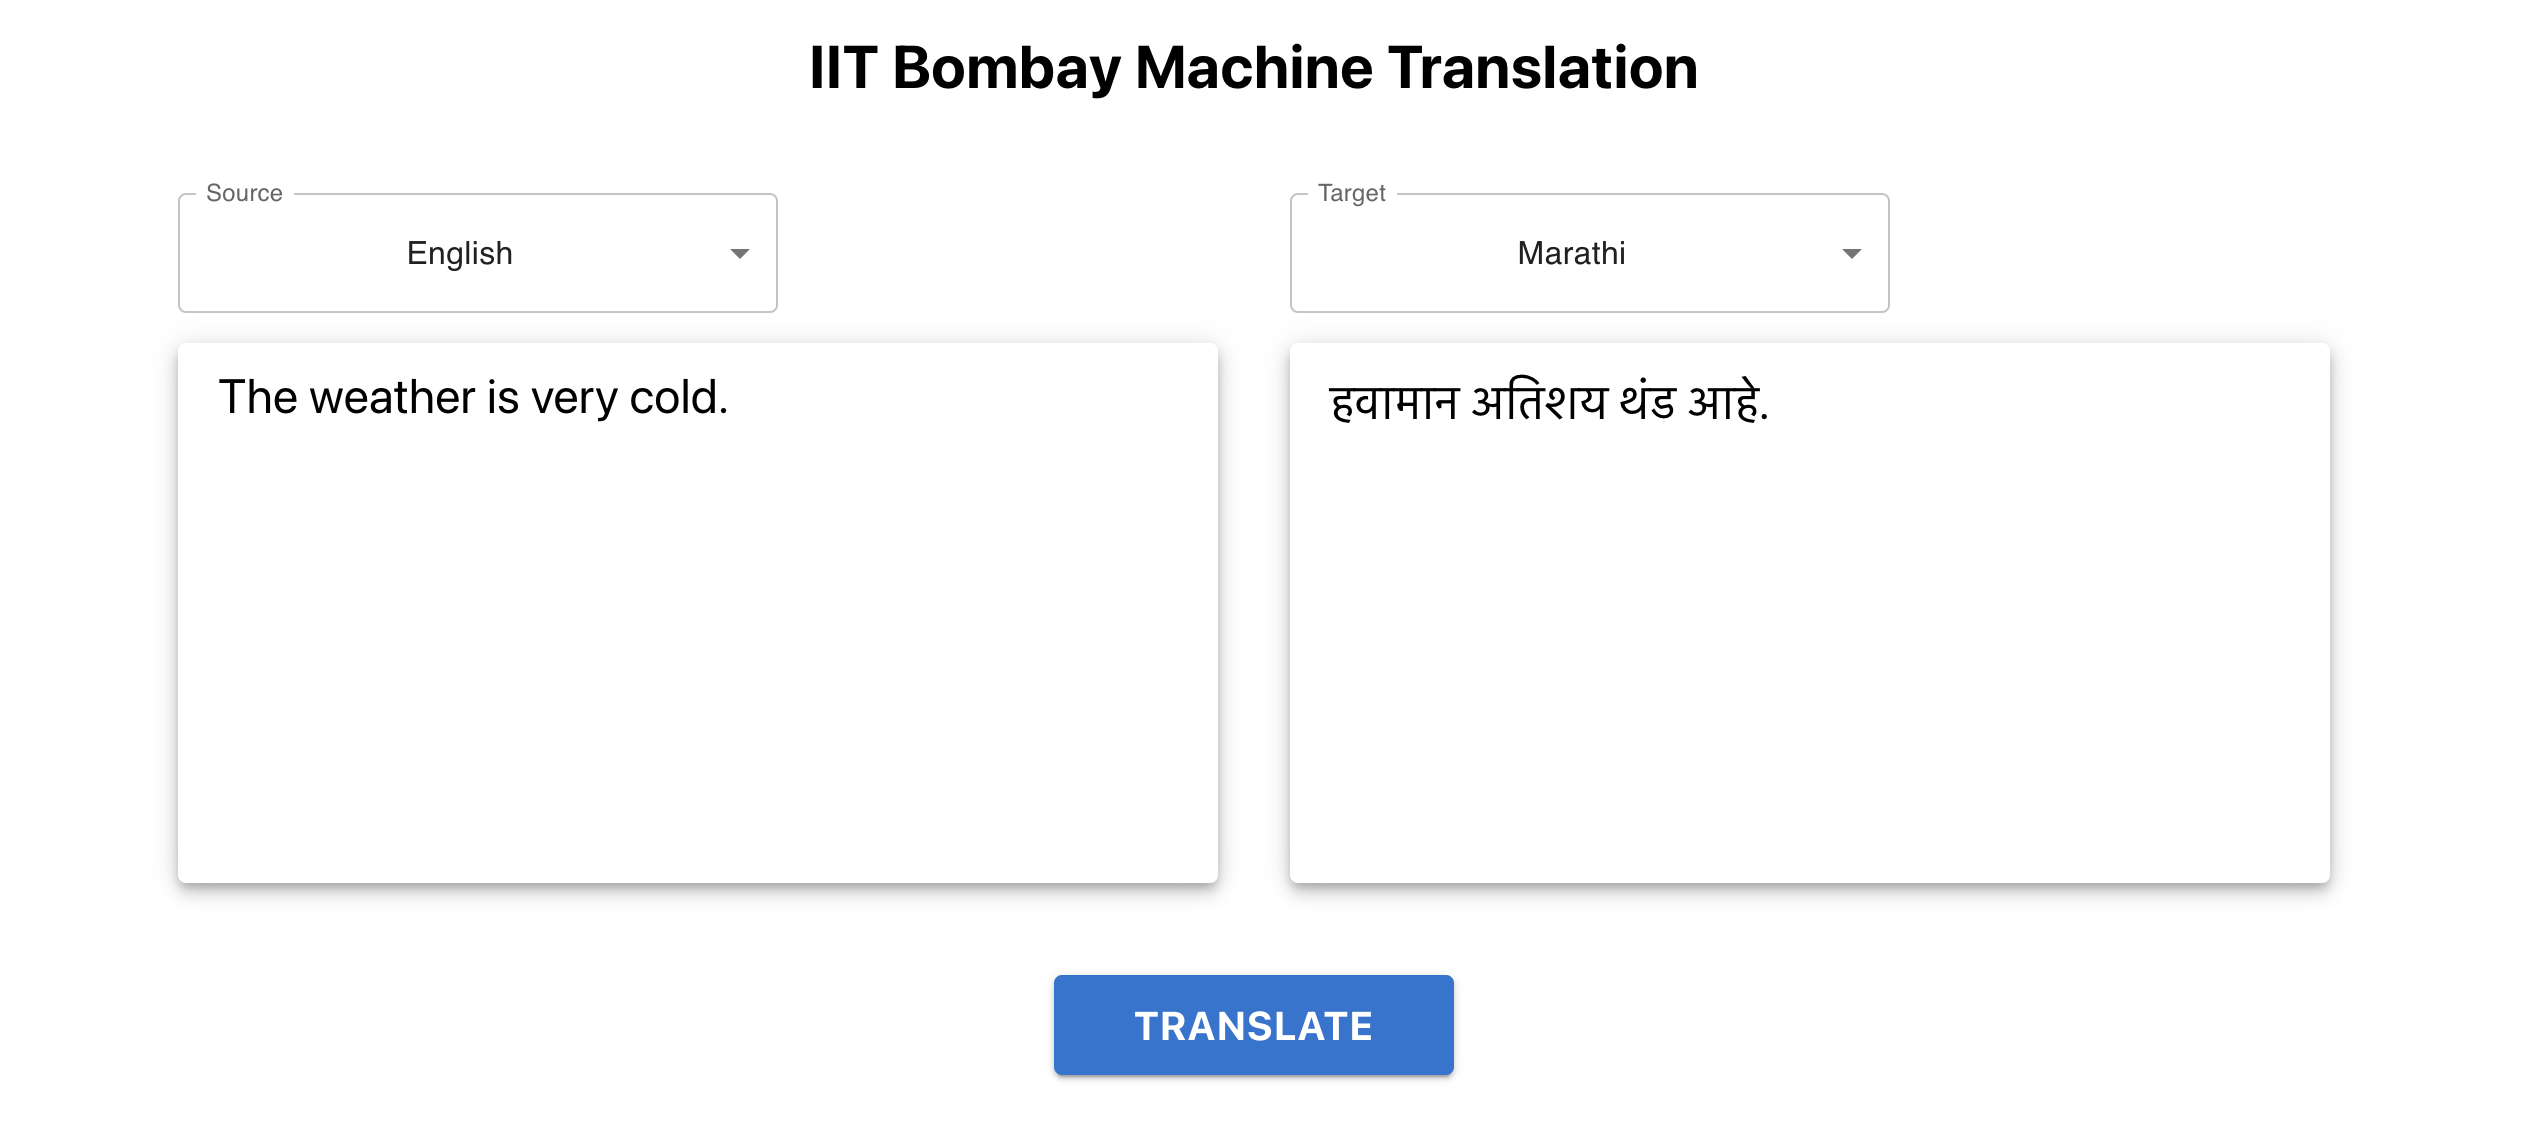 IIT Bombay Machine Translation
Source
English
Target
Marathi
The weather is very cold.
हवामान अतिशय थंड आहे.
TRANSLATE